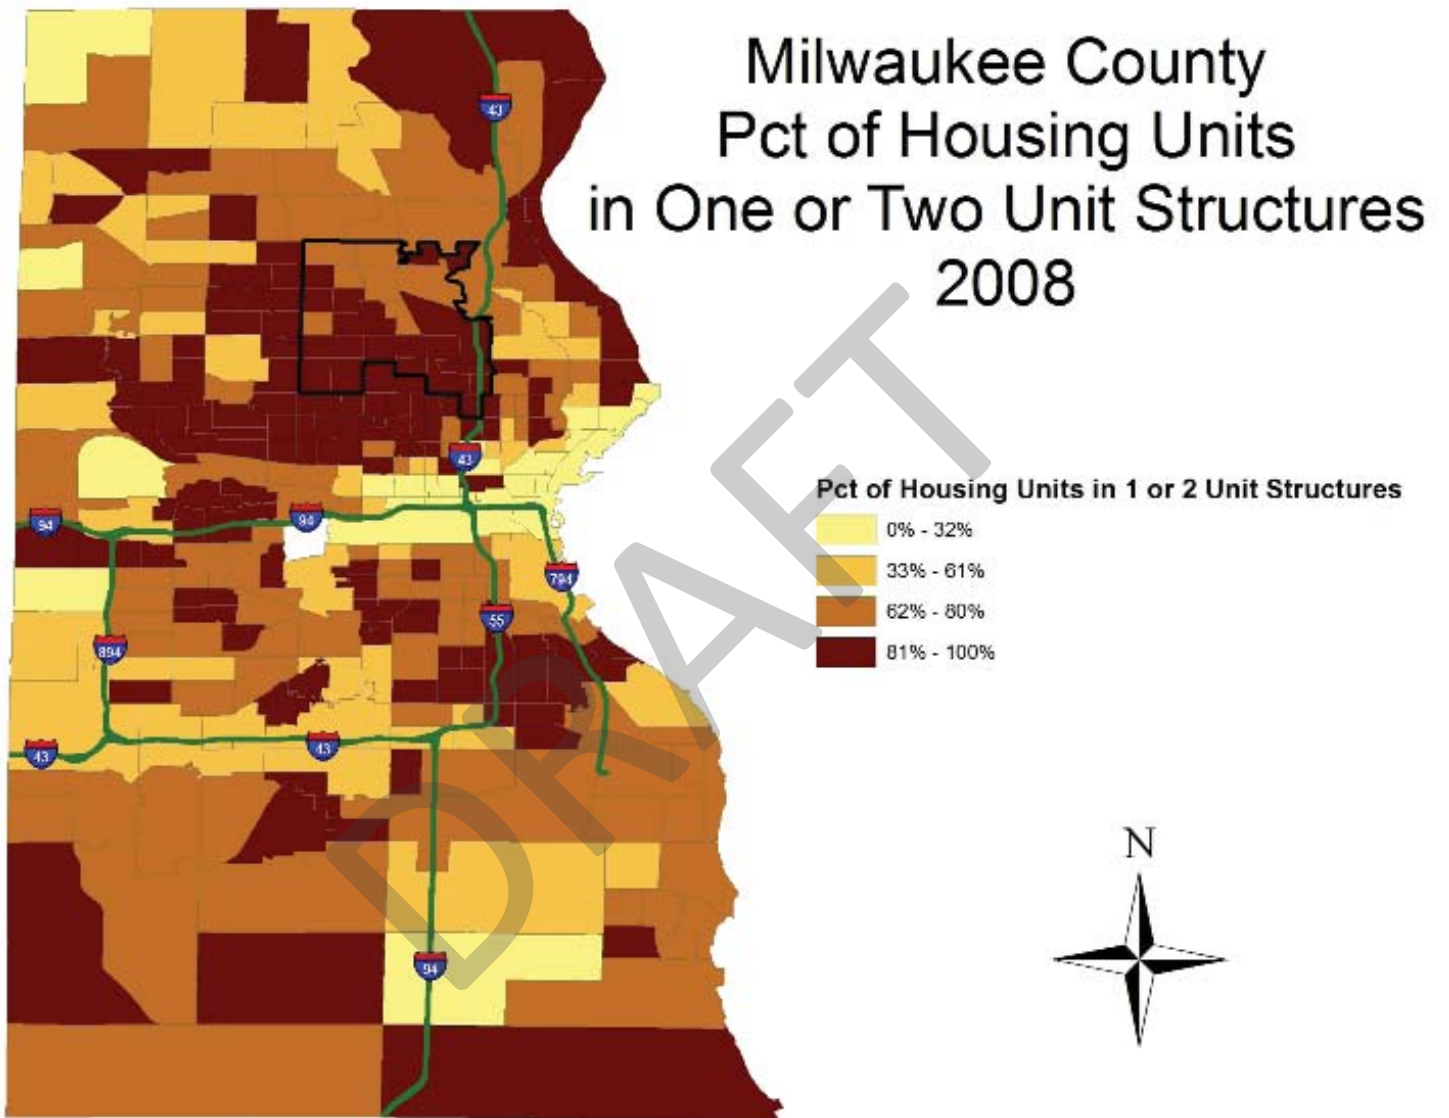 Milwaukee County
Pct of Housing Units
in One or Two Unit Structures
2008
43
43
94
94
794
55
894
43
43
94
DRAFT
Pct of Housing Units in 1 or 2 Unit Structures
0% - 32%
33% - 61%
62% - 80%
81% - 100%
N